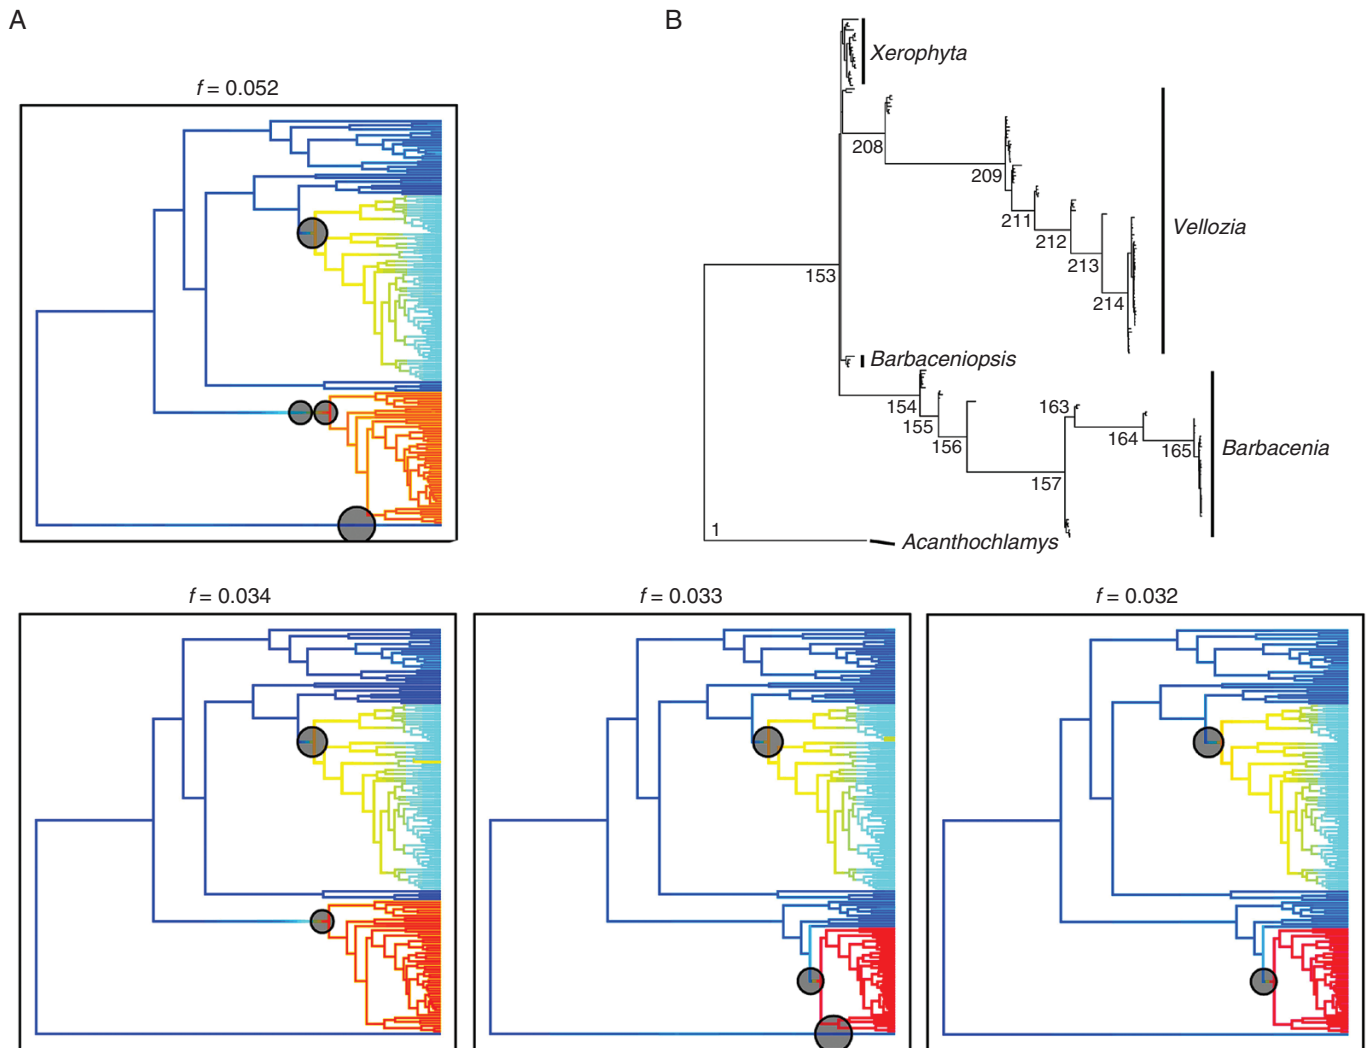 A
B
f = 0.052
Xerophyta
208
209
211
212
213
214
Vellozia
153
Barbaceniopsis
154
155
156
157
163
164
165
Barbacenia
1
Acanthochlamys
f = 0.034
f = 0.033
f = 0.032